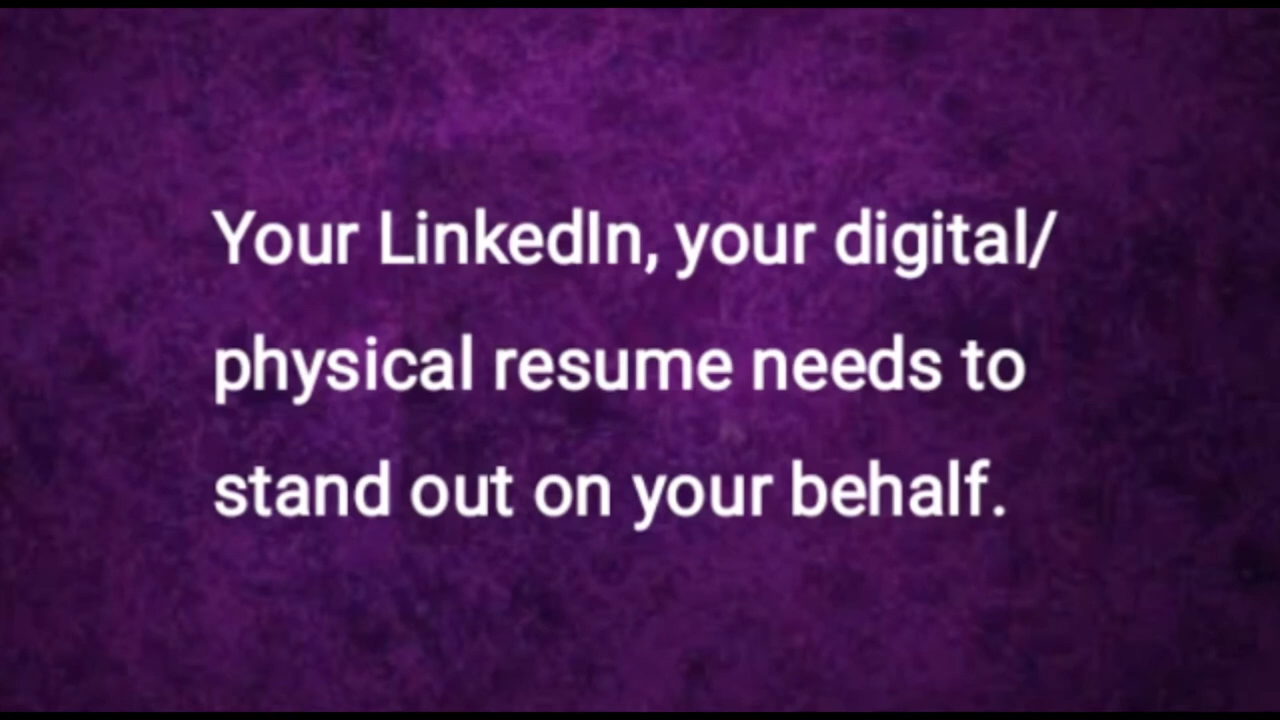 Your LinkedIn, your digital/
physical resume needs to
stand out on your behalf.